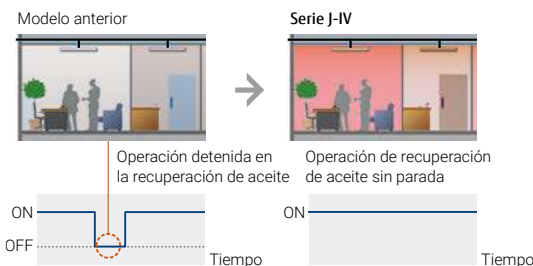 Modelo anterior
Serie J-IV
Operación detenida en
la recuperación de aceite
Operación de recuperación
de aceite sin parada
ON
OFF
Tiempo
ON
Tiempo